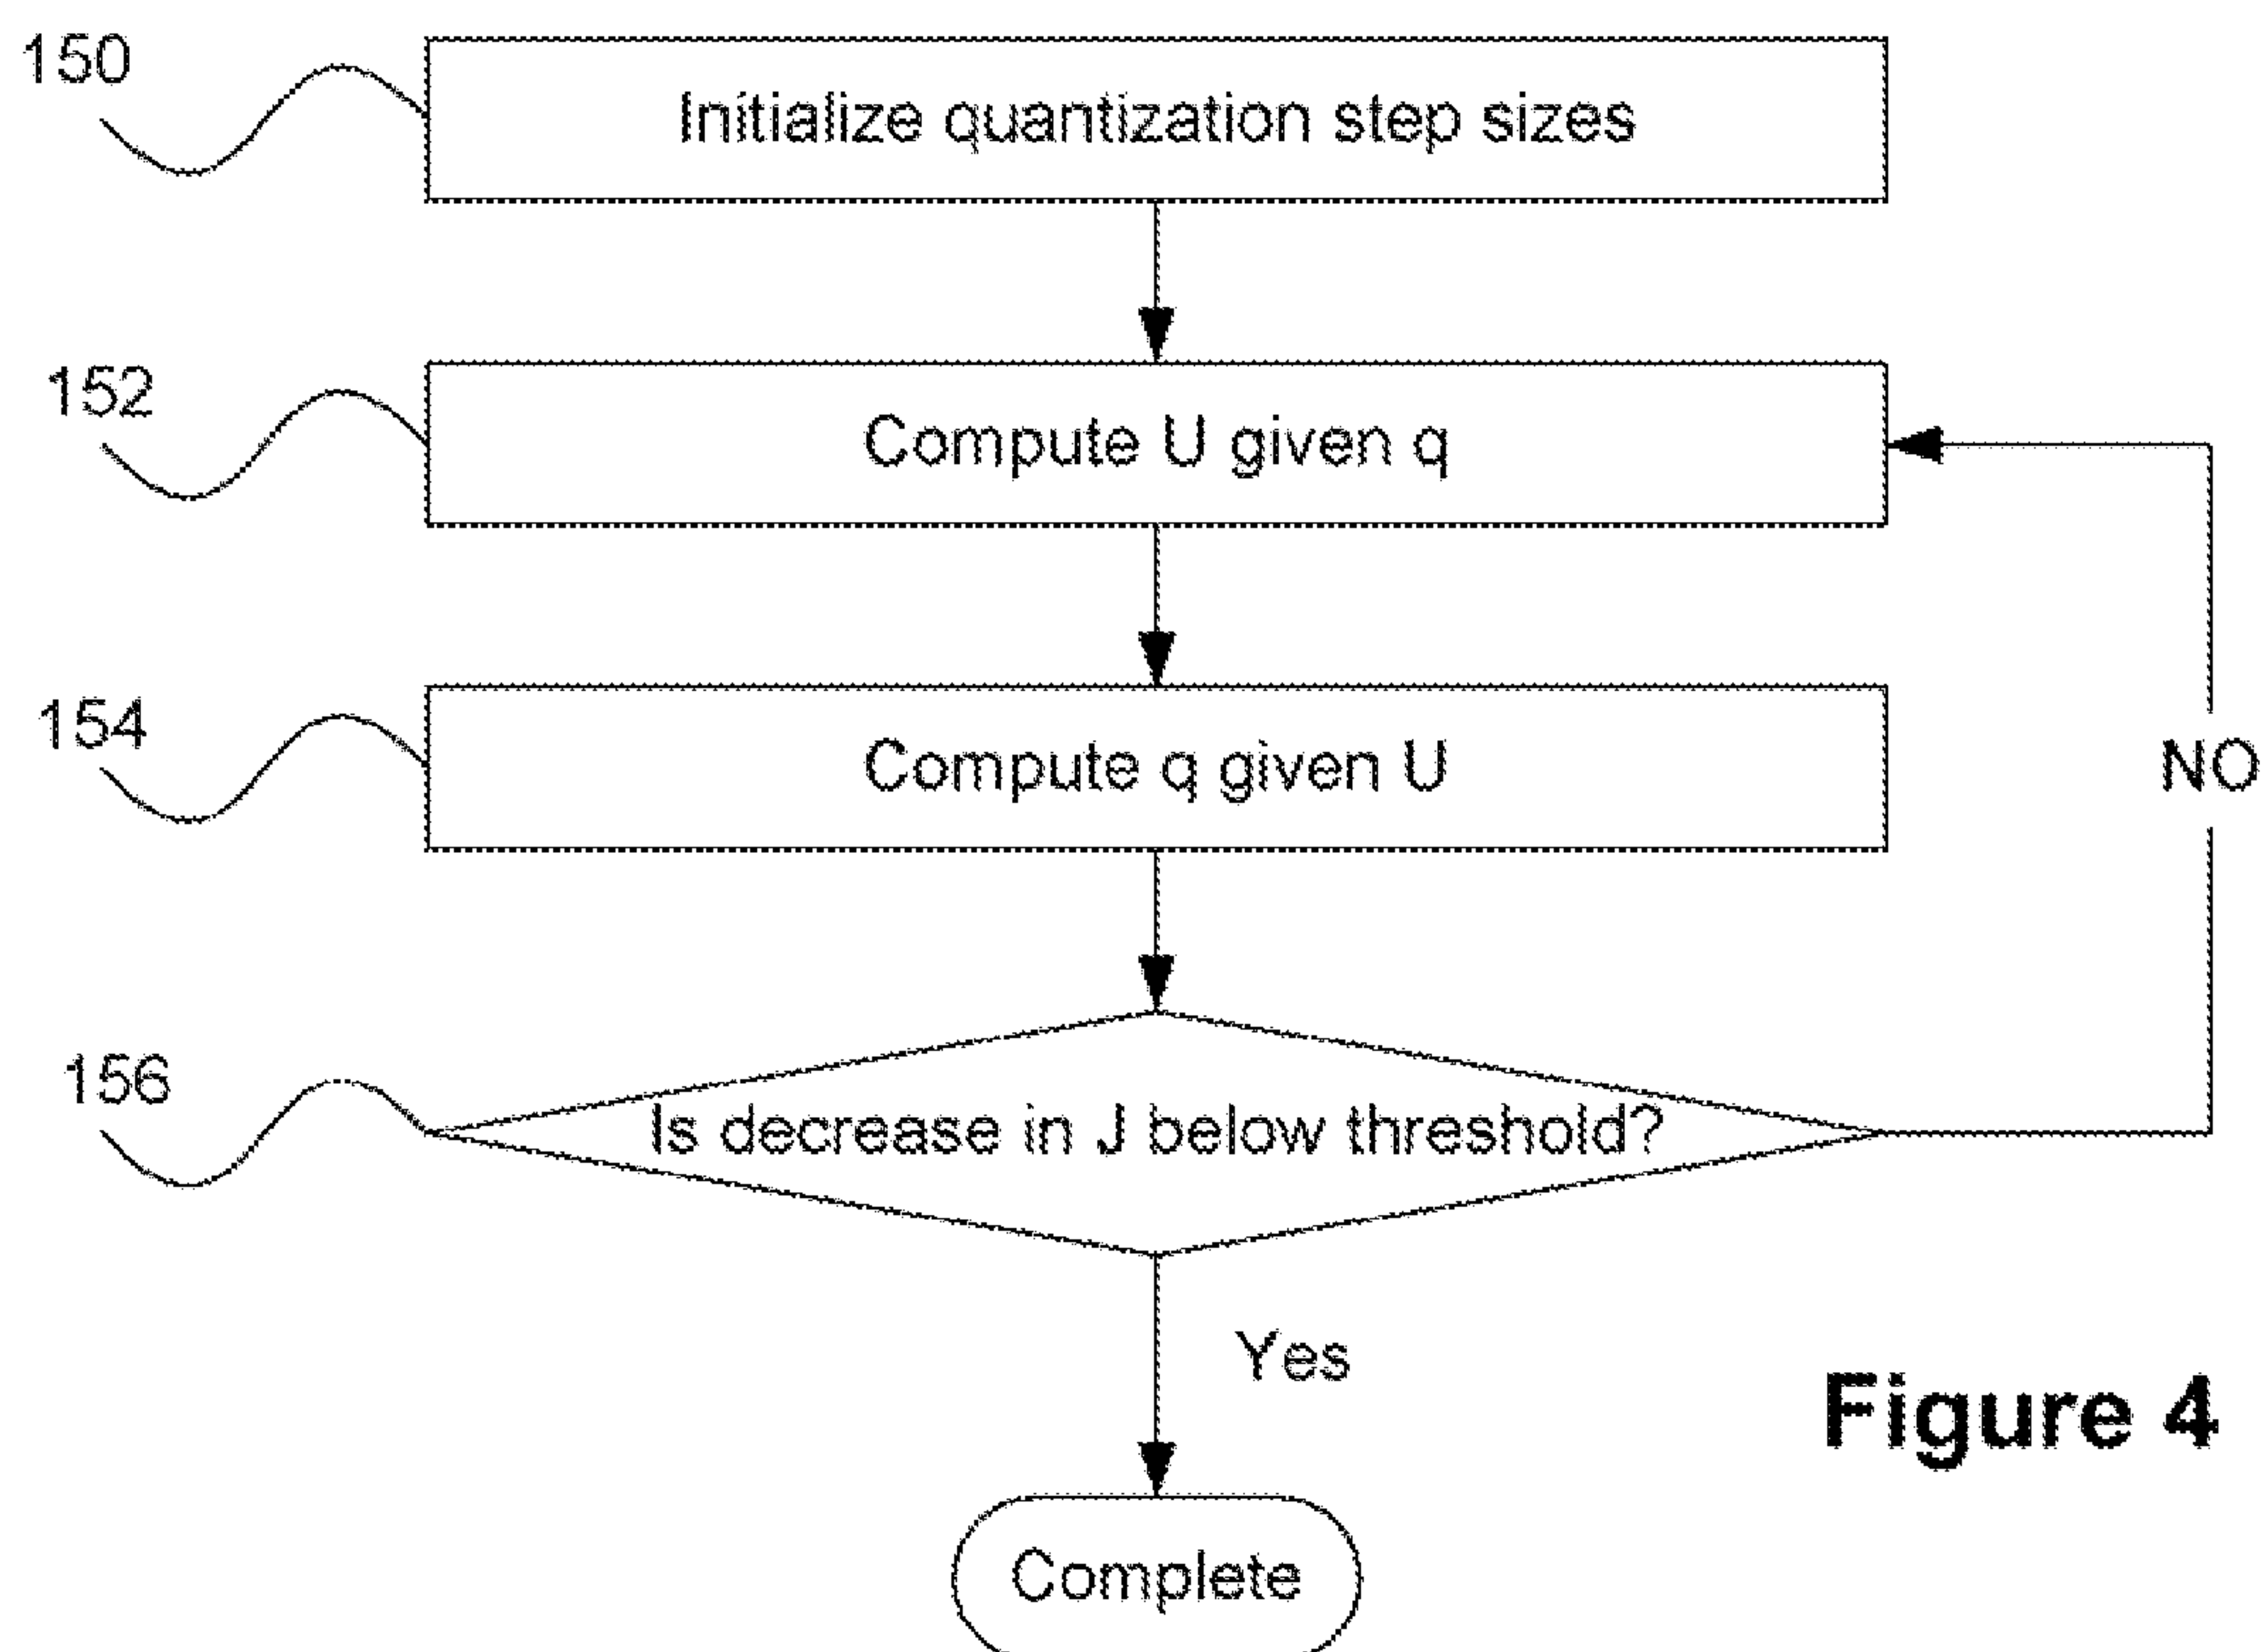 150
Initialize quantization step sizes
152
Compute U given q
154
Compute q given U
NO
156
Is decrease in J below threshold?
Yes
Figure 4
Complete